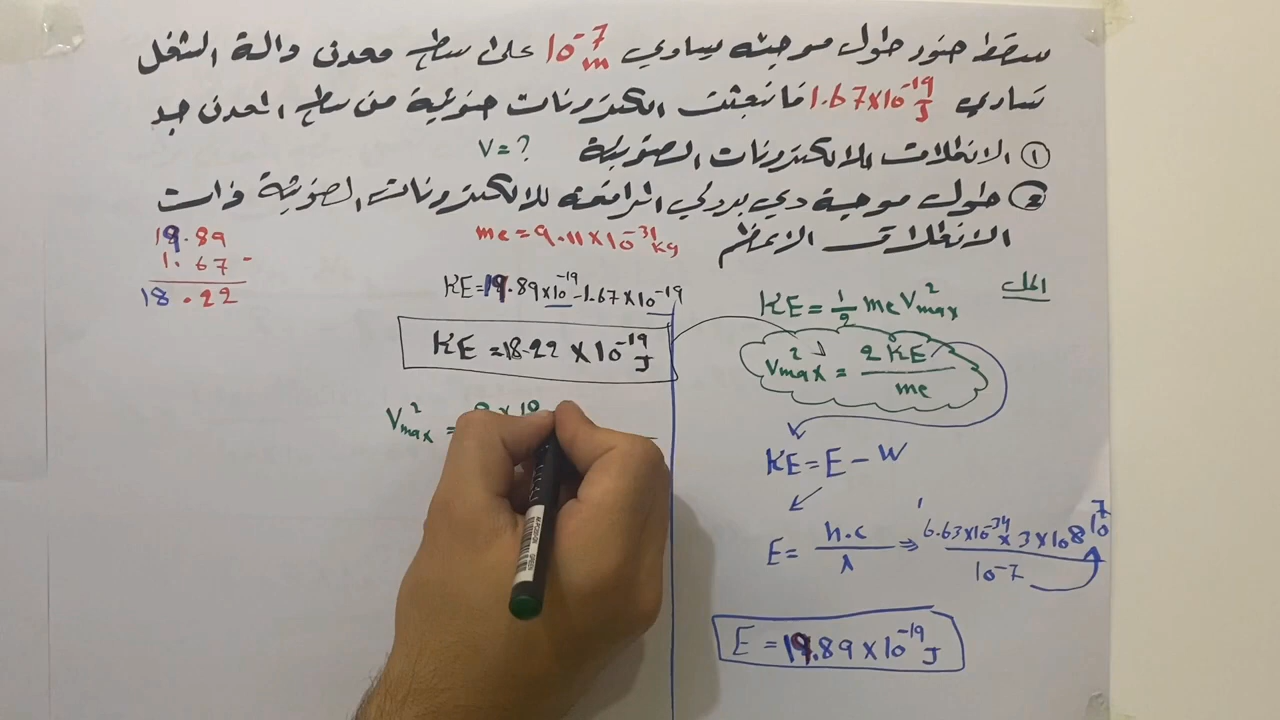 سقط ضوء طول موجته يساوي 10⁻⁷ m على سطح معدن دالة الشغل
تساوي 1.67×10⁻¹⁹ J فانبعثت الكترونات ضوئية من سطح المعدن جد
① الانطلاق للالكترونات الضوئية V=?
② طول موجية دي برولي المرافقة للالكترونات الضوئية ذات
الانطلاق الاعظم me=9.11×10⁻³¹ kg
الحل
KE=½ me V²max
V²max = 2KE / me
KE=E−W
E= h.c / λ ⇒ 6.63×10⁻³⁴ × 3×10⁸ 10⁷ / 10⁻⁷
E =19.89×10⁻¹⁹ J
19.89
1.67 -
18.22
KE=19.89×10⁻¹⁹−1.67×10⁻¹⁹
KE =18.22 ×10⁻¹⁹ J
V²max =